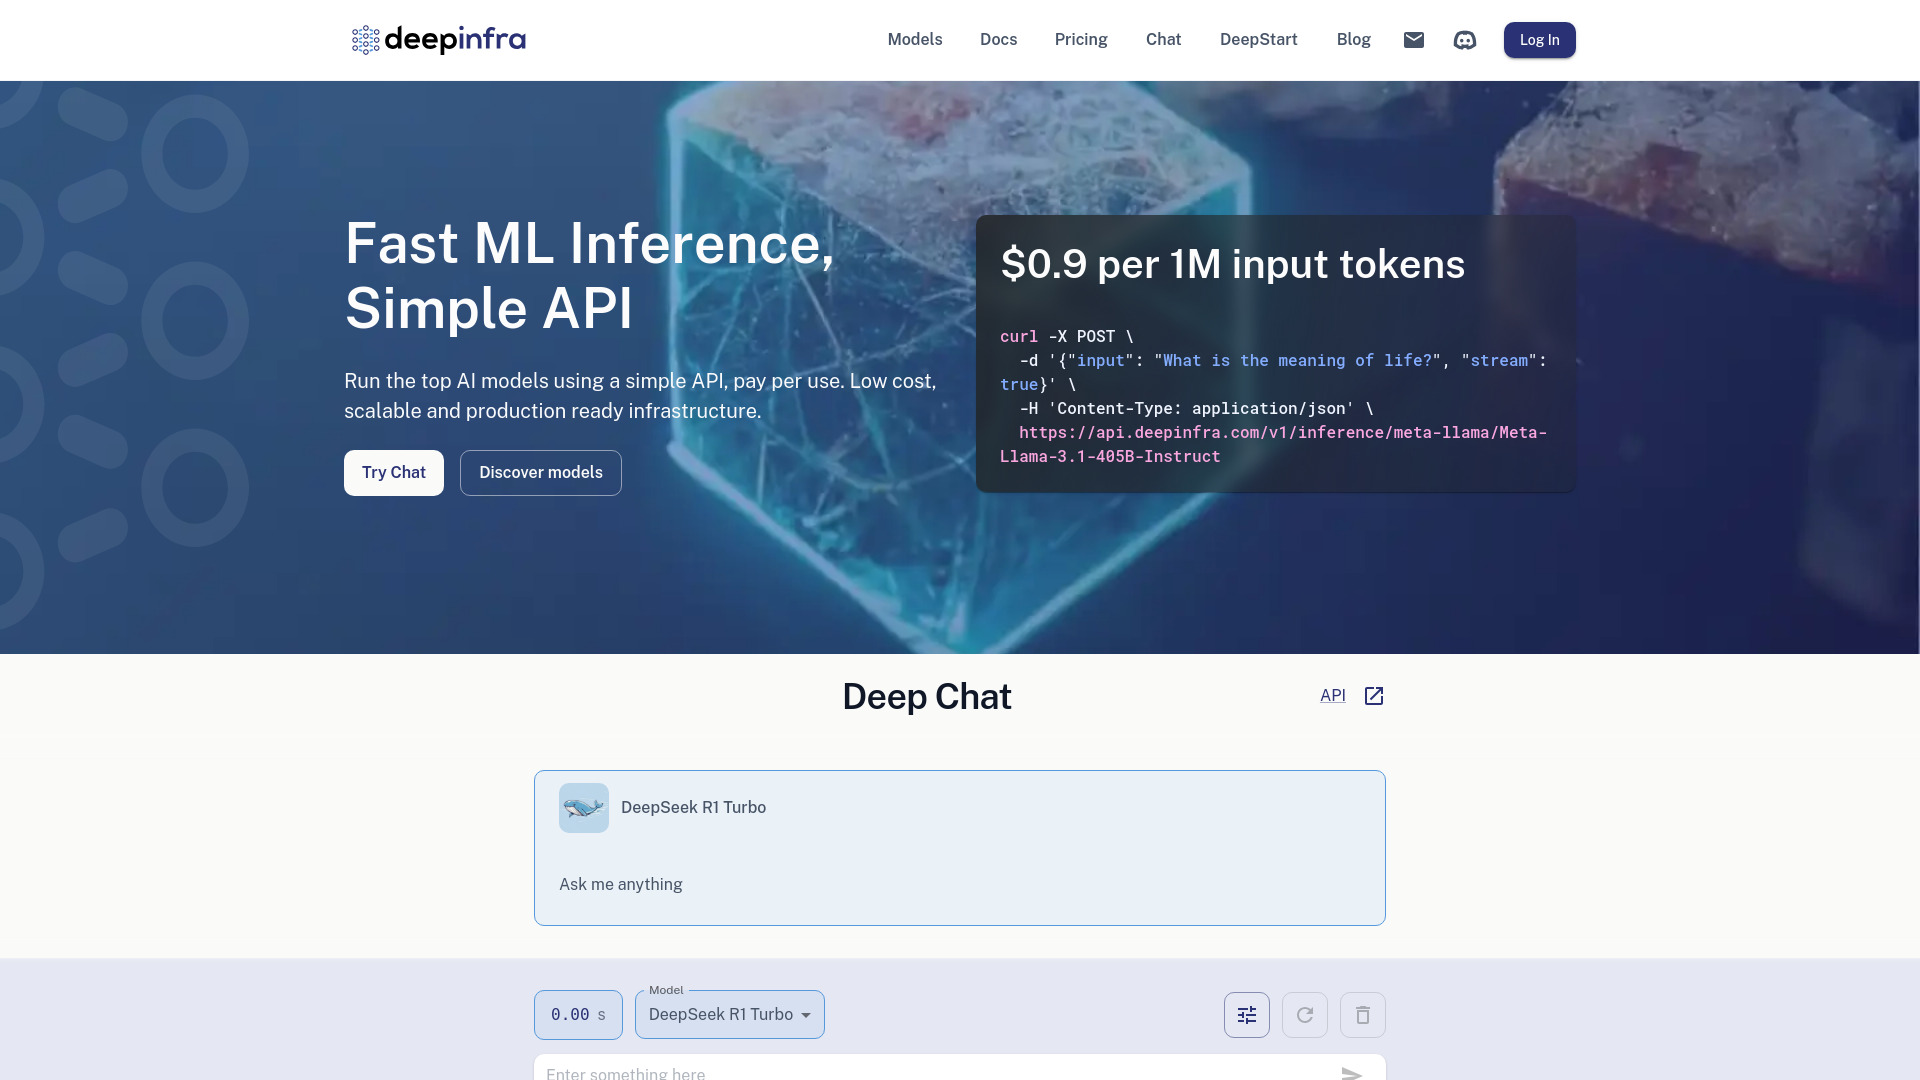 deepinfra
Models
Docs
Pricing
Chat
DeepStart
Blog
Log In
Fast ML Inference,
Simple API
Run the top AI models using a simple API, pay per use. Low cost,
scalable and production ready infrastructure.
Try Chat
Discover models
$0.9 per 1M input tokens
curl -X POST \
-d '{"input": "What is the meaning of life?", "stream":
true}' \
-H 'Content-Type: application/json' \
https://api.deepinfra.com/v1/inference/meta-llama/Meta-
Llama-3.1-405B-Instruct
Deep Chat
API
DeepSeek R1 Turbo
Ask me anything
0.00 s
Model
DeepSeek R1 Turbo
Enter something here